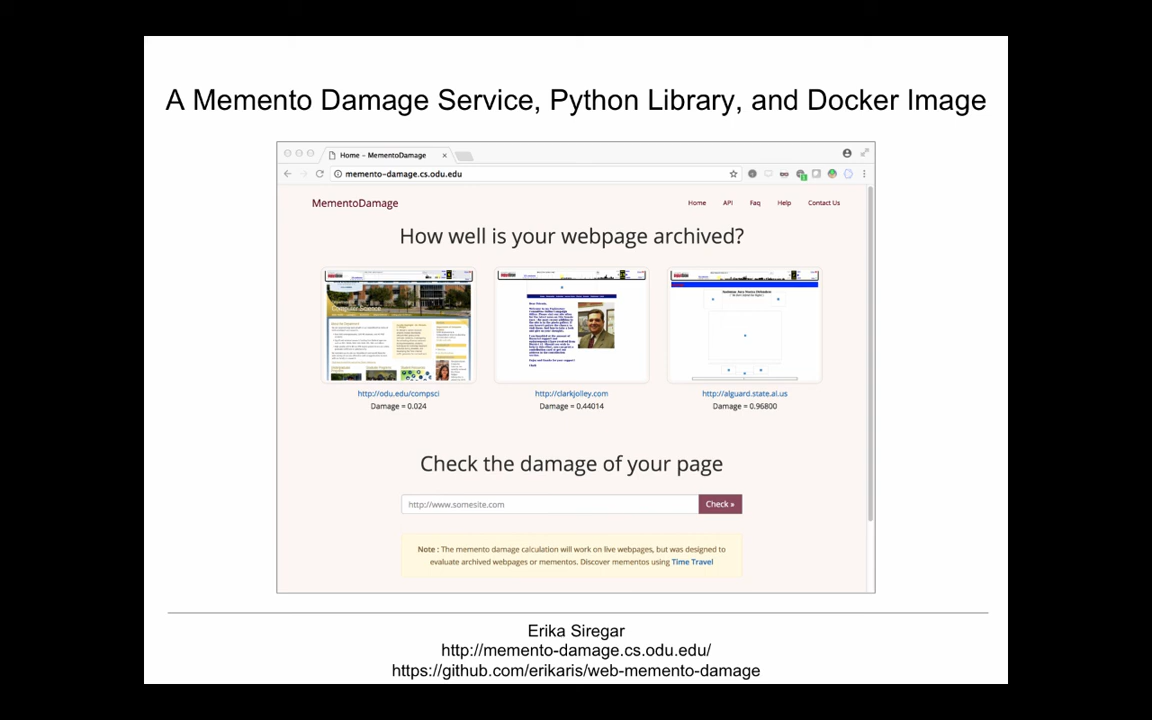 A Memento Damage Service, Python Library, and Docker Image
Home – MementoDamage
memento-damage.cs.odu.edu
MementoDamage
Home API Faq Help Contact Us
How well is your webpage archived?
http://odu.edu/compsci
Damage = 0.024
http://clarkjolley.com
Damage = 0.44014
http://alguard.state.al.us
Damage = 0.96800
Check the damage of your page
http://www.somesite.com
Check »
Note : The memento damage calculation will work on live webpages, but was designed to
evaluate archived webpages or mementos. Discover mementos using Time Travel
Erika Siregar
http://memento-damage.cs.odu.edu/
https://github.com/erikaris/web-memento-damage